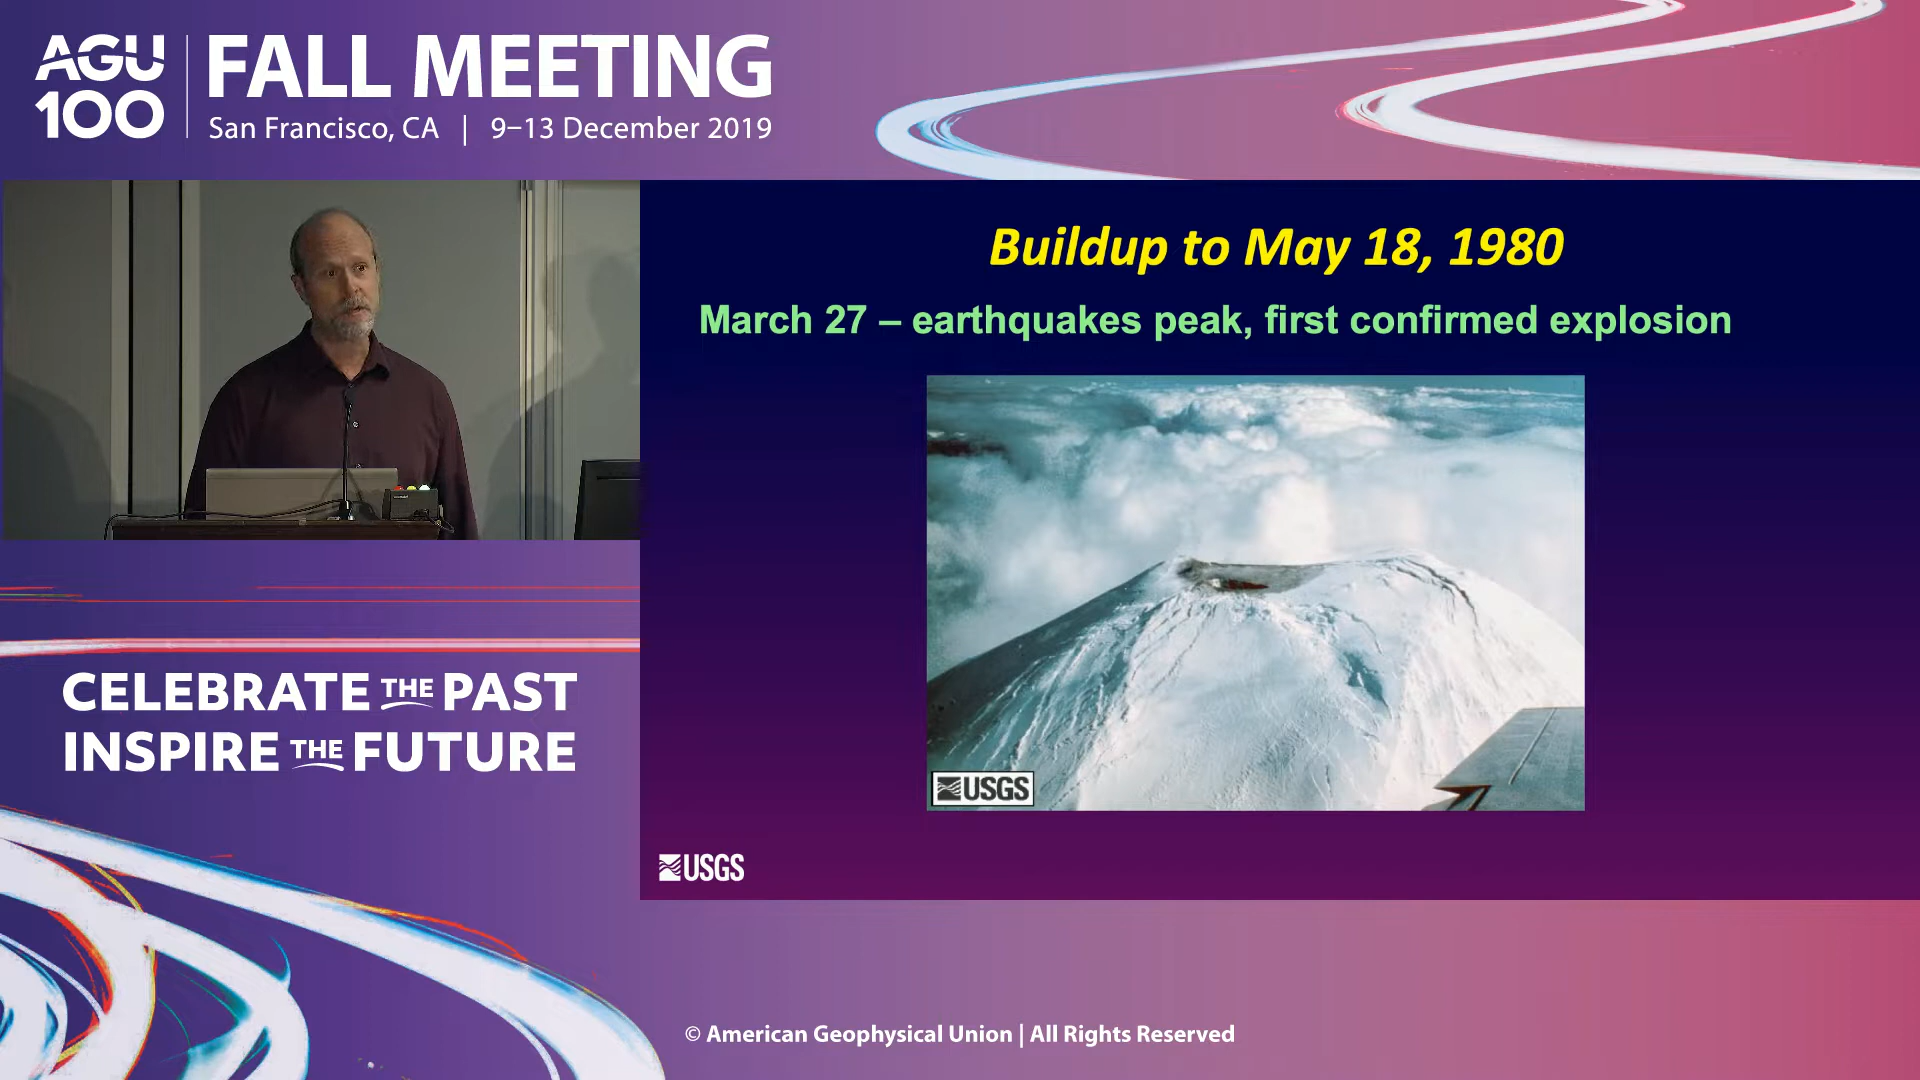 AGU
100
FALL MEETING
San Francisco, CA | 9–13 December 2019
Buildup to May 18, 1980
March 27 – earthquakes peak, first confirmed explosion
USGS
USGS
CELEBRATE THE PAST
INSPIRE THE FUTURE
© American Geophysical Union | All Rights Reserved